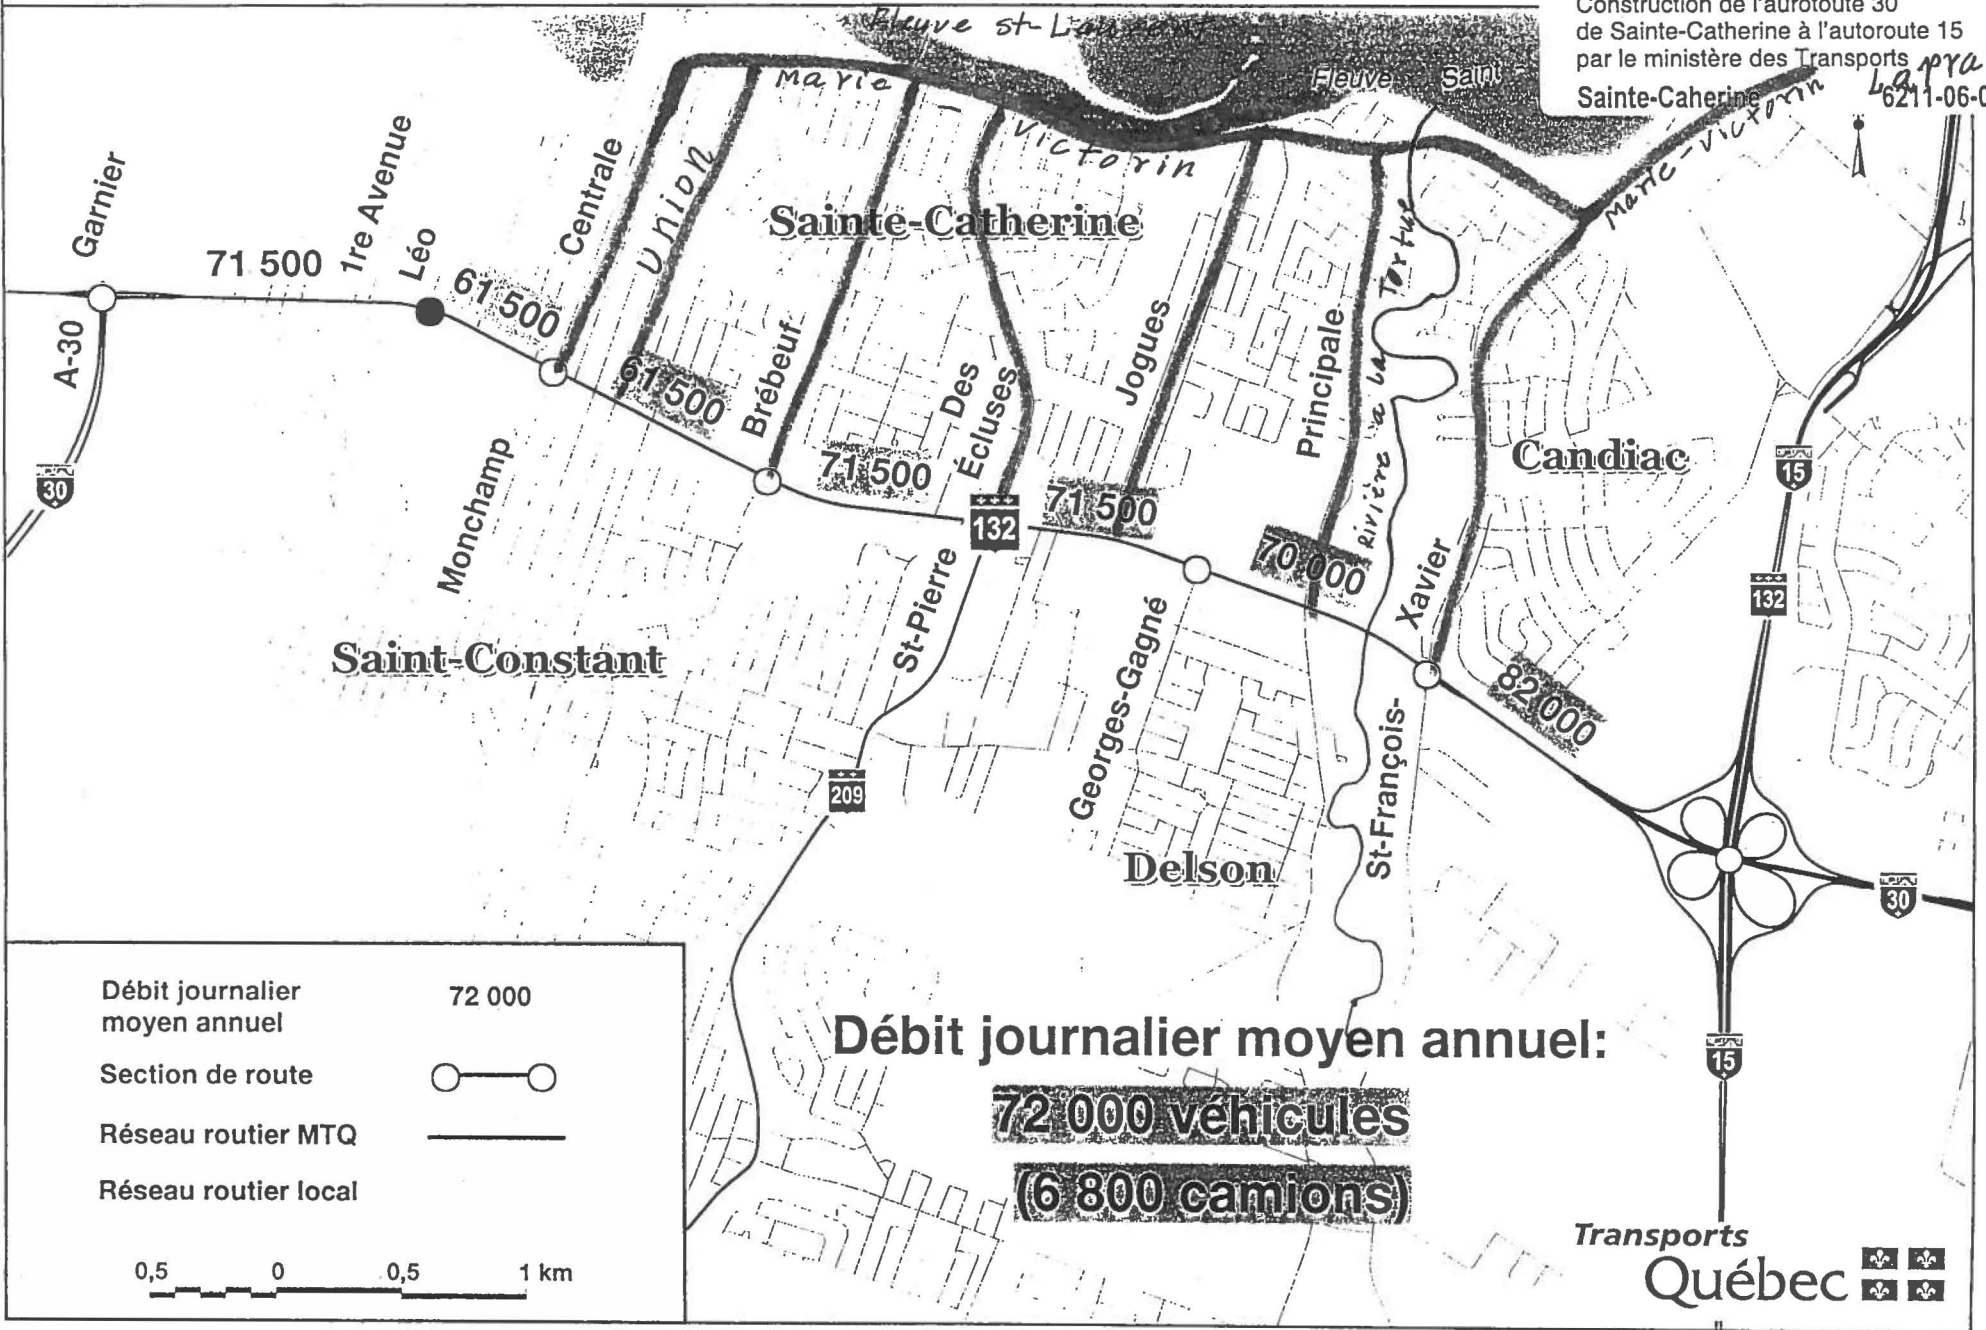 Construction de l'aurotoute 30
de Sainte-Catherine à l'autoroute 15
par le ministère des Transports
Sainte-Caherine
6211-06-0
Lapra
Fleuve st-Laurent
Fleuve Saint
Marie
Victorin
Marie-Victorin
Garnier
1re Avenue
Léo
Centrale
Union
Sainte-Catherine
71 500
61 500
A-30
61 500
Brébeuf
Des
Écluses
Jogues
Principale
Rivière a la Tortue
Candiac
30
Monchamp
71 500
132
71 500
70 000
15
132
St-Pierre
Saint-Constant
Georges-Gagné
St-François-
Xavier
82 000
209
Delson
30
15
Débit journalier
moyen annuel
72 000
Section de route
Réseau routier MTQ
Réseau routier local
0,5 0 0,5 1 km
Débit journalier moyen annuel:
72 000 véhicules
(6 800 camions)
Transports
Québec